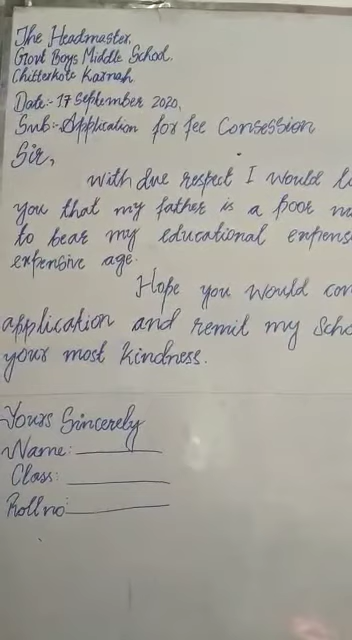 The Headmaster,
Govt Boys Middle School,
Chitterkote Karnah.
Date:- 17 September 2020,
Sub:- Application for fee Consession
Sir,
With due respect I would
you that my father is a poor
to bear my educational
expensive age.
Hope you would
application and remit my
your most kindness.
Yours Sincerely
Name:
Class:
Roll no: